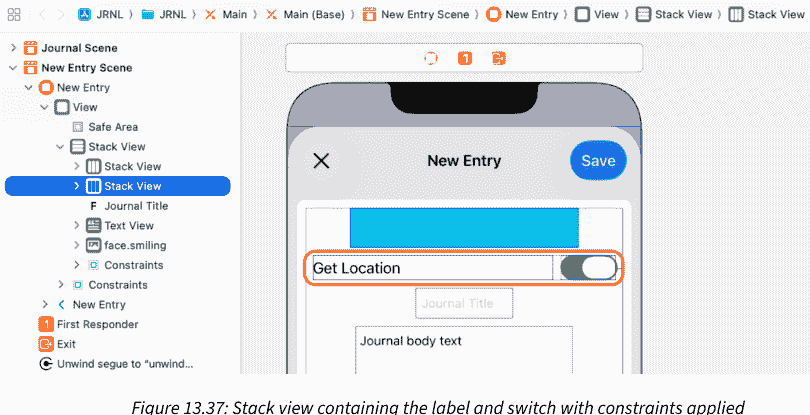 JRNL 〉 JRNL 〉 Main 〉 Main (Base) 〉 New Entry Scene 〉 New Entry 〉 View 〉 Stack View 〉 Stack View
Journal Scene
New Entry Scene
New Entry
View
Safe Area
Stack View
Stack View
Stack View
F Journal Title
Text View
face.smiling
Constraints
Constraints
New Entry
1 First Responder
Exit
Unwind segue to “unwind...
1
New Entry
Save
Get Location
Journal Title
Journal body text
Figure 13.37: Stack view containing the label and switch with constraints applied